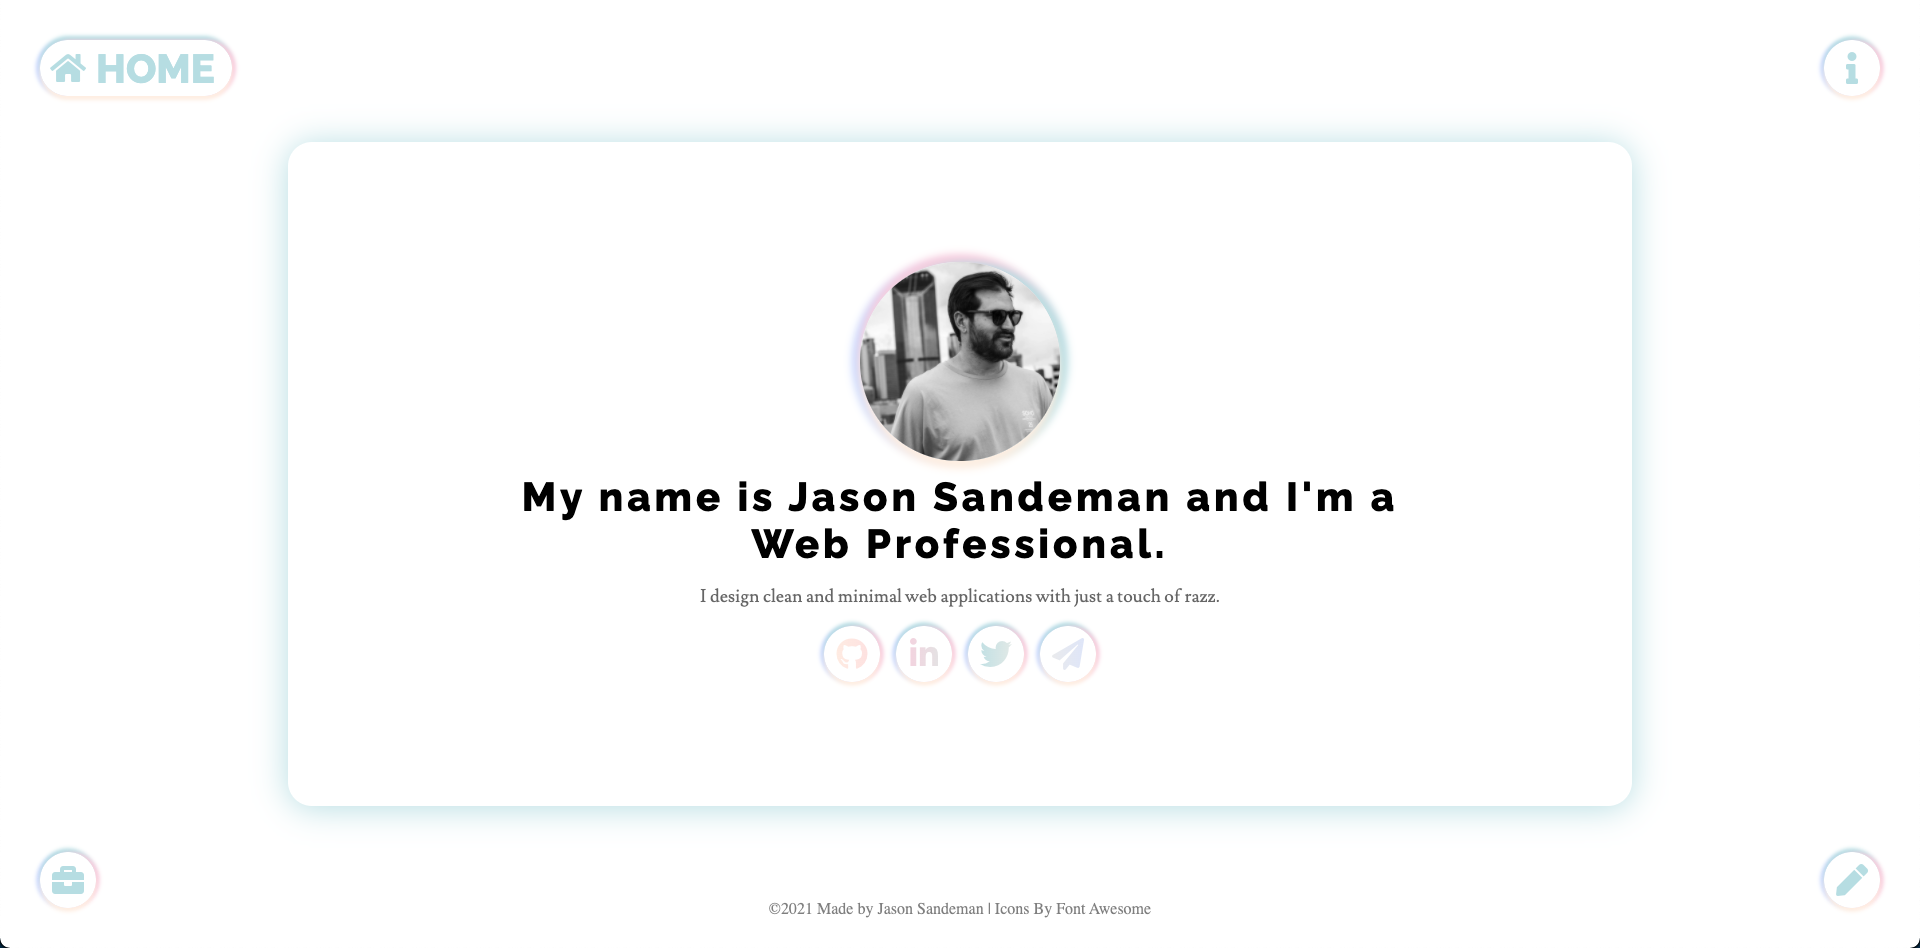 HOME
My name is Jason Sandeman and I'm a
Web Professional.
I design clean and minimal web applications with just a touch of razz.
in
©2021 Made by Jason Sandeman | Icons By Font Awesome